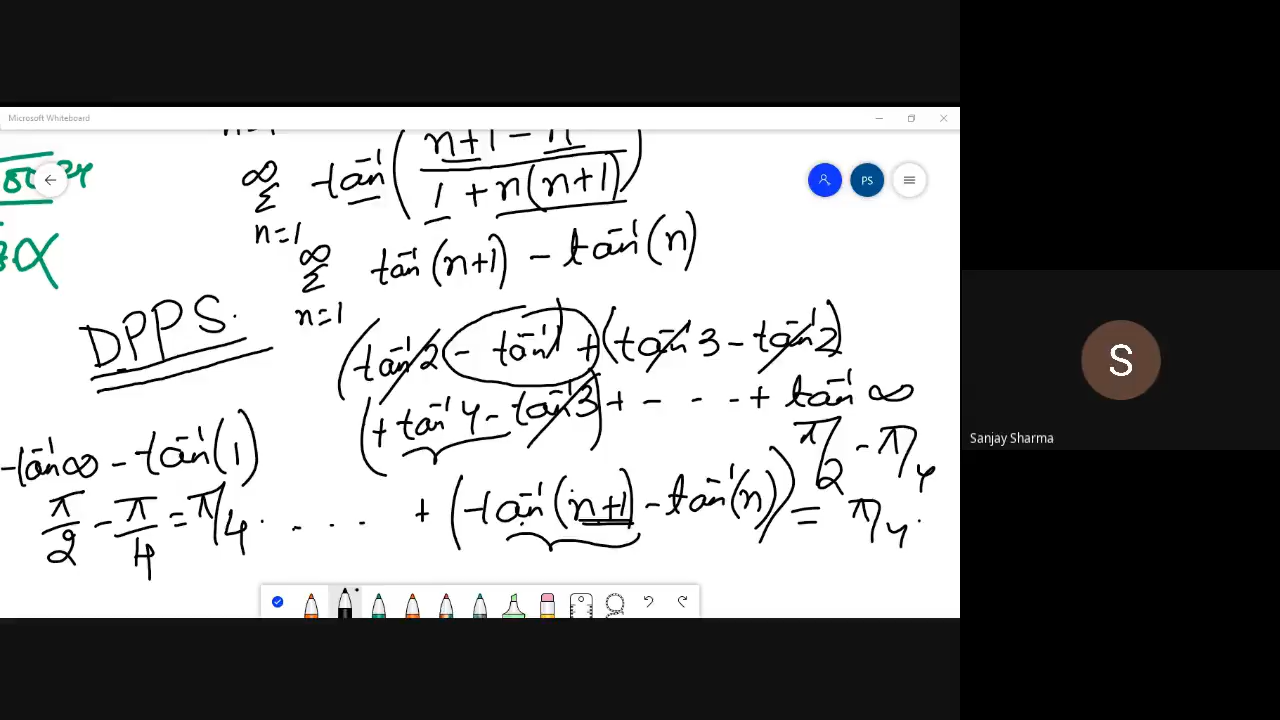 Microsoft Whiteboard
∞ Σ n=1 tan⁻¹( (n+1 − n) / (1 + n(n+1)) )
PS
α
∞ Σ n=1 tan⁻¹(n+1) − tan⁻¹(n)
DPPS.
(tan⁻¹2 − tan⁻¹1 + (tan⁻¹3 − tan⁻¹2)
(+ tan⁻¹4 − tan⁻¹3) + - - - - + tan⁻¹ ∞
π/2 − π/4
tan⁻¹∞ − tan⁻¹(1)
π/2 − π/4 = π/4 . . . . . + (tan⁻¹(n+1) − tan⁻¹(n)) = π/4.
S
Sanjay Sharma